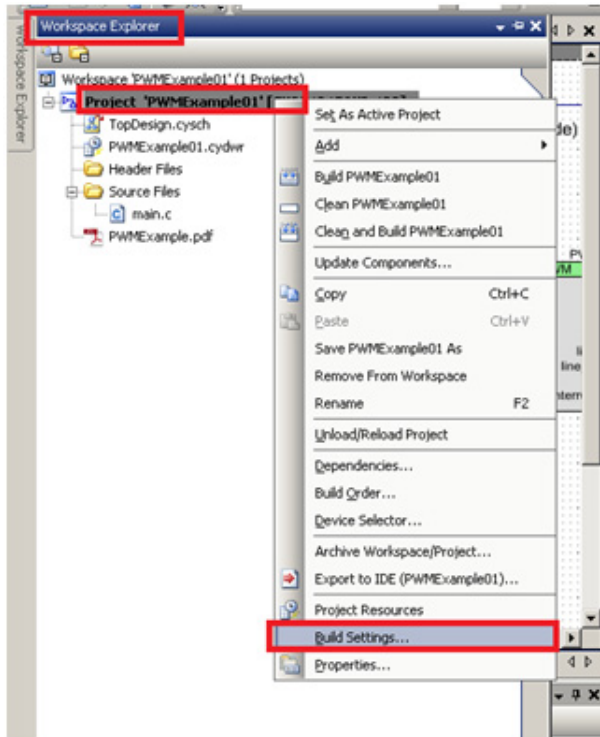 Workspace Explorer
Workspace Explorer
Workspace 'PWMExample01' (1 Projects)
Project 'PWMExample01'
TopDesign.cysch
PWMExample01.cydwr
Header Files
Source Files
main.c
PWMExample.pdf
Set As Active Project
Add
Build PWMExample01
Clean PWMExample01
Clean and Build PWMExample01
Update Components...
Copy Ctrl+C
Paste Ctrl+V
Save PWMExample01 As
Remove From Workspace
Rename F2
Unload/Reload Project
Dependencies...
Build Order...
Device Selector...
Archive Workspace/Project...
Export to IDE (PWMExample01)...
Project Resources
Build Settings...
Properties...
de)
line